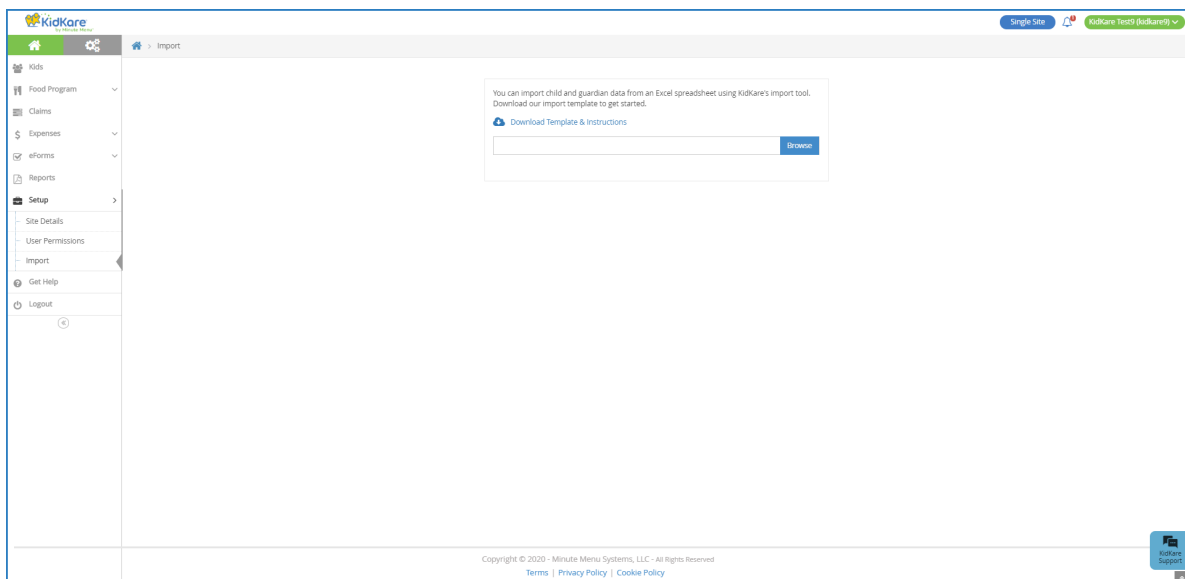 KidKare
by Minute Menu
Single Site
KidKare Test9 (kidkare9)
> Import
Kids
Food Program
Claims
$ Expenses
eForms
Reports
Setup
Site Details
User Permissions
Import
Get Help
Logout
You can import child and guardian data from an Excel spreadsheet using KidKare's import tool.
Download our import template to get started.
Download Template & Instructions
Browse
Copyright © 2020 - Minute Menu Systems, LLC - All Rights Reserved
Terms | Privacy Policy | Cookie Policy
KidKare
Support